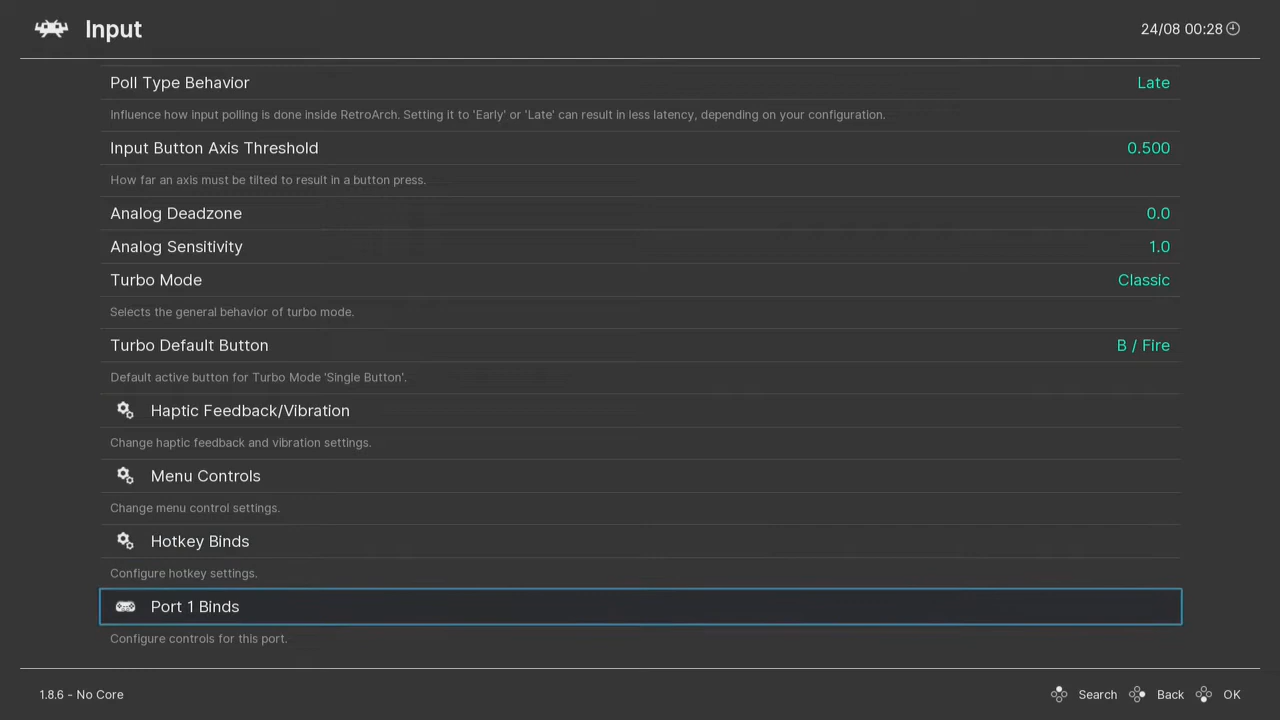 Input
24/08 00:28
Poll Type Behavior Late
Influence how input polling is done inside RetroArch. Setting it to 'Early' or 'Late' can result in less latency, depending on your configuration.
Input Button Axis Threshold 0.500
How far an axis must be tilted to result in a button press.
Analog Deadzone 0.0
Analog Sensitivity 1.0
Turbo Mode Classic
Selects the general behavior of turbo mode.
Turbo Default Button B / Fire
Default active button for Turbo Mode 'Single Button'.
Haptic Feedback/Vibration
Change haptic feedback and vibration settings.
Menu Controls
Change menu control settings.
Hotkey Binds
Configure hotkey settings.
Port 1 Binds
Configure controls for this port.
1.8.6 - No Core Search Back OK